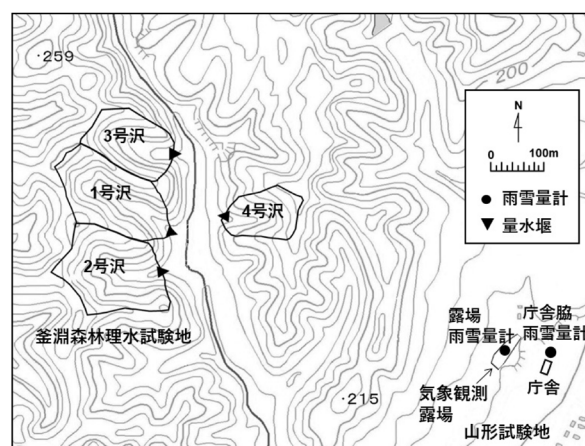 ・259
200
3号沢
1号沢
4号沢
2号沢
釜淵森林理水試験地
N
0 100m
雨雪量計
量水堰
露場
雨雪量計
庁舎脇
雨雪量計
庁舎
気象観測
露場
・215
山形試験地